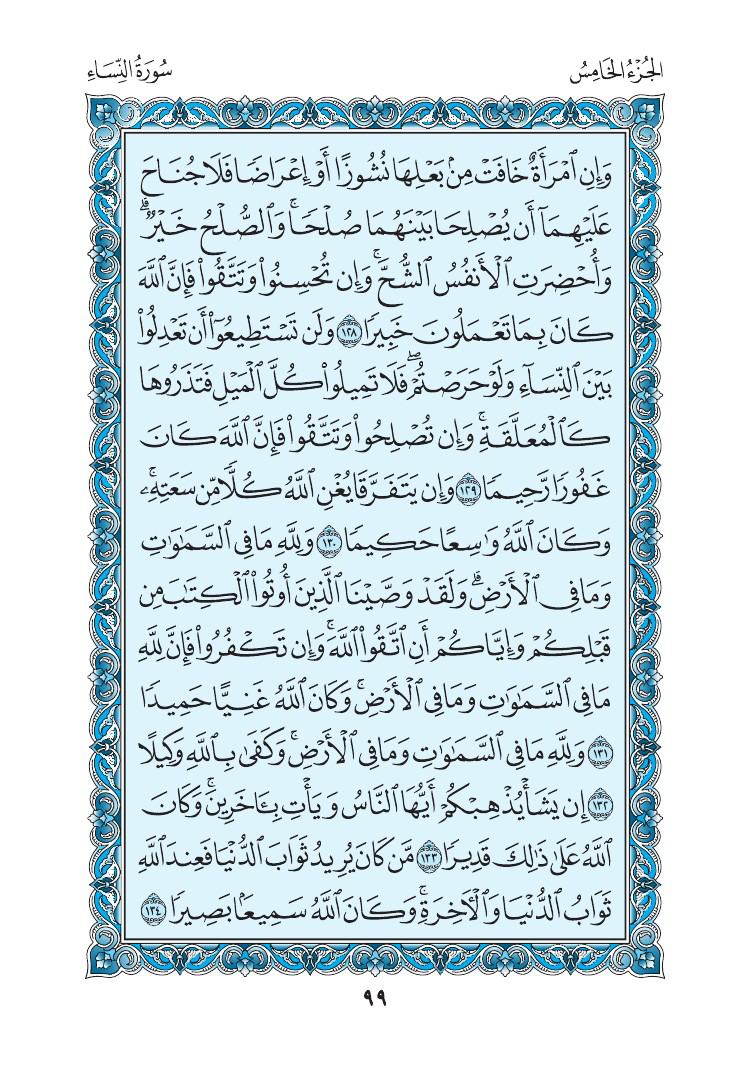 الجُزْءُ الخَامِسُ
سُورَةُ النِّسَاءِ
وَإِنِ ٱمْرَأَةٌ خَافَتْ مِنۢ بَعْلِهَا نُشُوزًا أَوْ إِعْرَاضًا فَلَا جُنَاحَ
عَلَيْهِمَآ أَن يُصْلِحَا بَيْنَهُمَا صُلْحًاۚ وَٱلصُّلْحُ خَيْرٌۗ
وَأُحْضِرَتِ ٱلْأَنفُسُ ٱلشُّحَّۚ وَإِن تُحْسِنُوا۟ وَتَتَّقُوا۟ فَإِنَّ ٱللَّهَ
كَانَ بِمَا تَعْمَلُونَ خَبِيرًا ١٢٨ وَلَن تَسْتَطِيعُوٓا۟ أَن تَعْدِلُوا۟
بَيْنَ ٱلنِّسَآءِ وَلَوْ حَرَصْتُمْۖ فَلَا تَمِيلُوا۟ كُلَّ ٱلْمَيْلِ فَتَذَرُوهَا
كَٱلْمُعَلَّقَةِۚ وَإِن تُصْلِحُوا۟ وَتَتَّقُوا۟ فَإِنَّ ٱللَّهَ كَانَ
غَفُورًا رَّحِيمًا ١٢٩ وَإِن يَتَفَرَّقَا يُغْنِ ٱللَّهُ كُلًّا مِّن سَعَتِهِۦۚ
وَكَانَ ٱللَّهُ وَٰسِعًا حَكِيمًا ١٣٠ وَلِلَّهِ مَا فِى ٱلسَّمَٰوَٰتِ
وَمَا فِى ٱلْأَرْضِۗ وَلَقَدْ وَصَّيْنَا ٱلَّذِينَ أُوتُوا۟ ٱلْكِتَٰبَ مِن
قَبْلِكُمْ وَإِيَّاكُمْ أَنِ ٱتَّقُوا۟ ٱللَّهَۚ وَإِن تَكْفُرُوا۟ فَإِنَّ لِلَّهِ
مَا فِى ٱلسَّمَٰوَٰتِ وَمَا فِى ٱلْأَرْضِۚ وَكَانَ ٱللَّهُ غَنِيًّا حَمِيدًا
١٣١ وَلِلَّهِ مَا فِى ٱلسَّمَٰوَٰتِ وَمَا فِى ٱلْأَرْضِۚ وَكَفَىٰ بِٱللَّهِ وَكِيلًا
١٣٢ إِن يَشَأْ يُذْهِبْكُمْ أَيُّهَا ٱلنَّاسُ وَيَأْتِ بِـَٔاخَرِينَۚ وَكَانَ
ٱللَّهُ عَلَىٰ ذَٰلِكَ قَدِيرًا ١٣٣ مَّن كَانَ يُرِيدُ ثَوَابَ ٱلدُّنْيَا فَعِندَ ٱللَّهِ
ثَوَابُ ٱلدُّنْيَا وَٱلْـَٔاخِرَةِۚ وَكَانَ ٱللَّهُ سَمِيعًۢا بَصِيرًا ١٣٤
٩٩